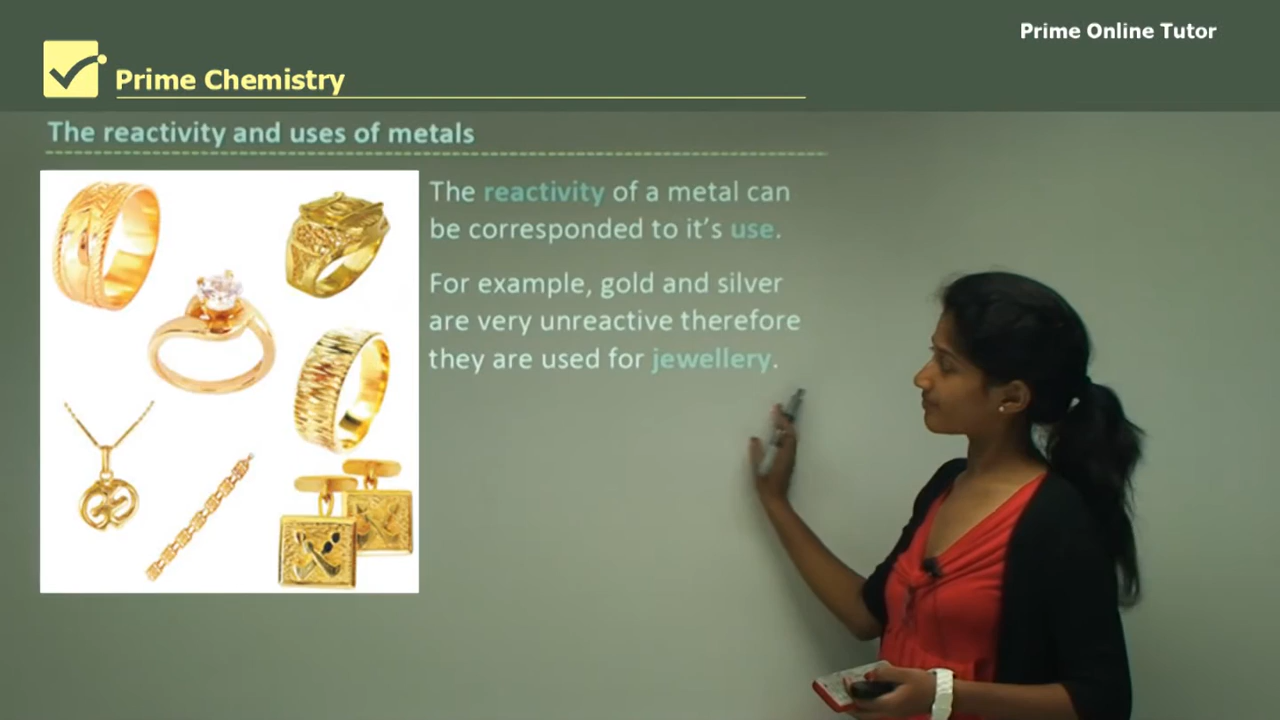 Prime Online Tutor
Prime Chemistry
The reactivity and uses of metals
The reactivity of a metal can
be corresponded to it's use.
For example, gold and silver
are very unreactive therefore
they are used for jewellery.